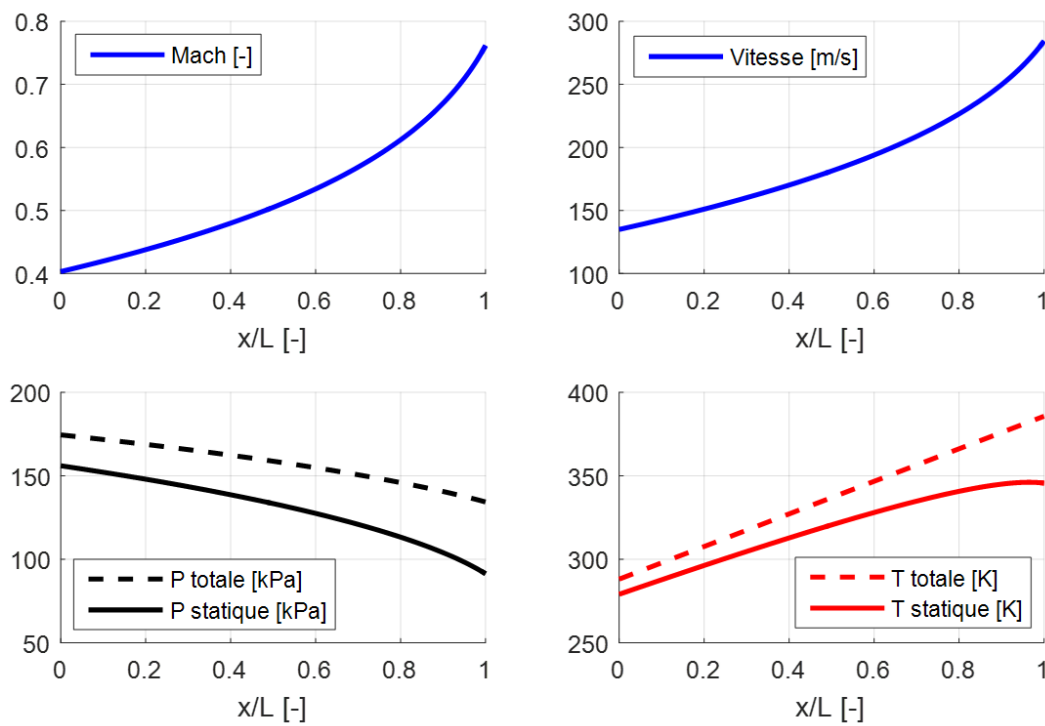 0.8
0.7
0.6
0.5
0.4
Mach [-]
0 0.2 0.4 0.6 0.8 1
x/L [-]
300
250
200
150
100
Vitesse [m/s]
0 0.2 0.4 0.6 0.8 1
x/L [-]
200
150
100
50
P totale [kPa]
P statique [kPa]
0 0.2 0.4 0.6 0.8 1
x/L [-]
400
350
300
250
T totale [K]
T statique [K]
0 0.2 0.4 0.6 0.8 1
x/L [-]